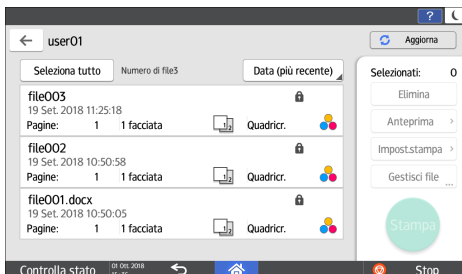 ?
user01
Aggiorna
Seleziona tutto
Numero di file3
Data (più recente)
Selezionati: 0
file003
19 Set. 2018 11:25:18
Pagine: 1 1 facciata
Quadricr.
file002
19 Set. 2018 10:50:58
Pagine: 1 1 facciata
Quadricr.
file001.docx
19 Set. 2018 10:50:05
Pagine: 1 1 facciata
Quadricr.
Elimina
Anteprima
Impost.stampa
Gestisci file
...
Stampa
Controlla stato
01 Ott. 2018
Stop